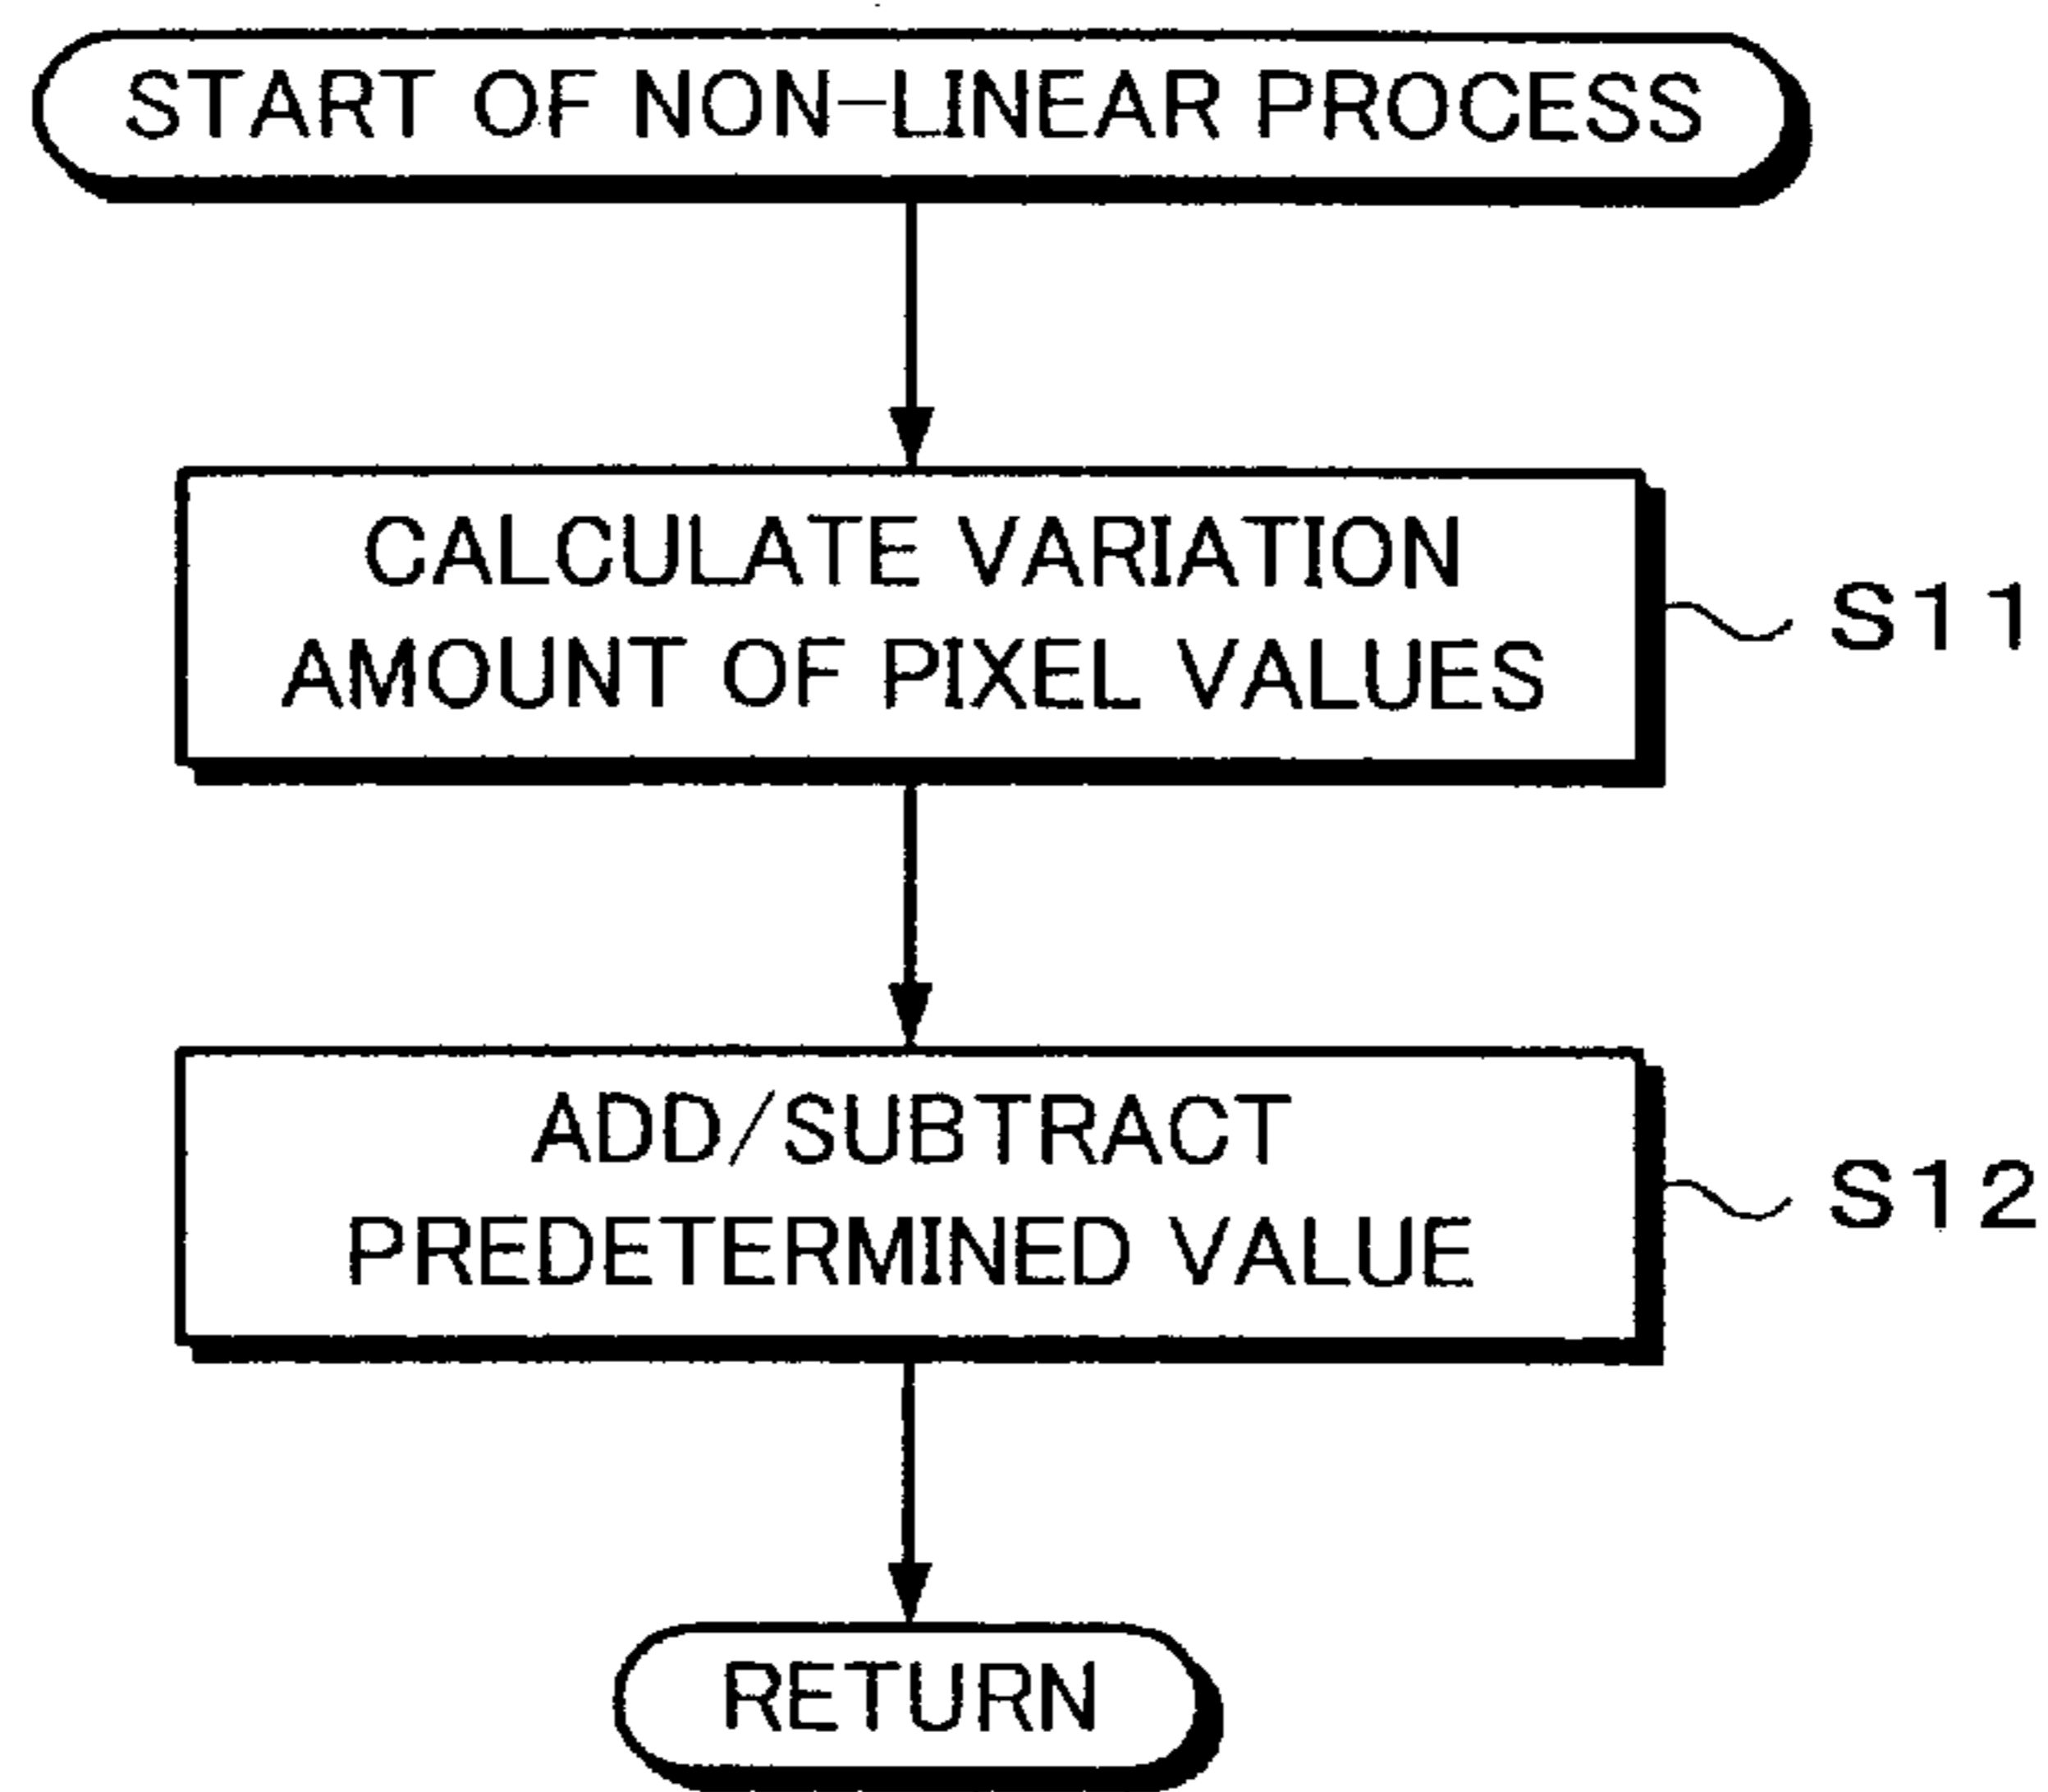 START OF NON-LINEAR PROCESS
CALCULATE VARIATION
AMOUNT OF PIXEL VALUES
S11
ADD/SUBTRACT
PREDETERMINED VALUE
S12
RETURN